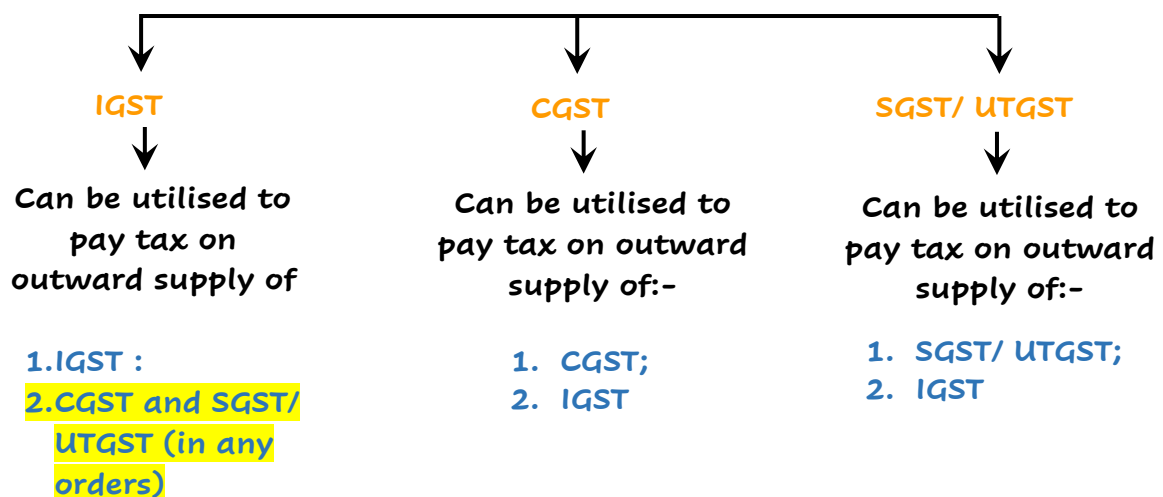 IGST
Can be utilised to
pay tax on
outward supply of
1.IGST :
2.CGST and SGST/
UTGST (in any
orders)
CGST
Can be utilised to
pay tax on outward
supply of:-
1. CGST;
2. IGST
SGST/ UTGST
Can be utilised to
pay tax on outward
supply of:-
1. SGST/ UTGST;
2. IGST